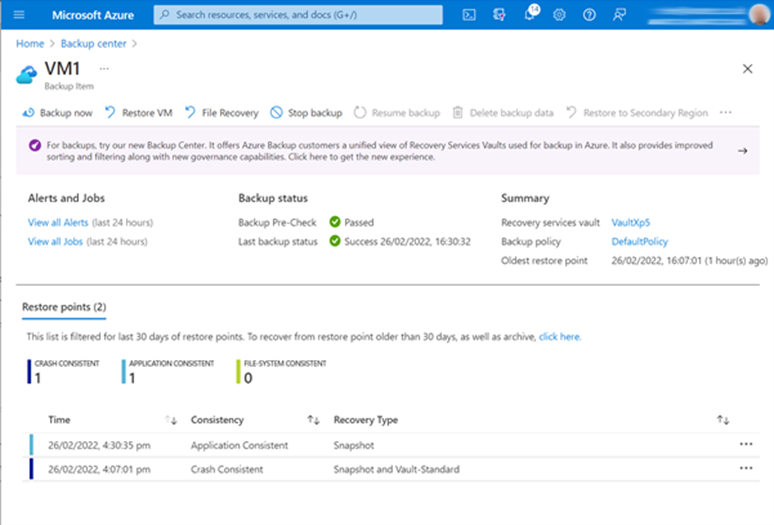 Microsoft Azure
Search resources, services, and docs (G+/)
14
Home > Backup center >
VM1 ...
Backup Item
Backup now Restore VM File Recovery Stop backup Resume backup Delete backup data Restore to Secondary Region ...
For backups, try our new Backup Center. It offers Azure Backup customers a unified view of Recovery Services Vaults used for backup in Azure. It also provides improved
sorting and filtering along with new governance capabilities. Click here to get the new experience.
Alerts and Jobs Backup status Summary
View all Alerts (last 24 hours) Backup Pre-Check Passed Recovery services vault VaultXp5
View all Jobs (last 24 hours) Last backup status Success 26/02/2022, 16:30:32 Backup policy DefaultPolicy
Oldest restore point 26/02/2022, 16:07:01 (1 hour(s) ago)
Restore points (2)
This list is filtered for last 30 days of restore points. To recover from restore point older than 30 days, as well as archive, click here.
CRASH CONSISTENT APPLICATION CONSISTENT FILE-SYSTEM CONSISTENT
1 1 0
Time Consistency Recovery Type
26/02/2022, 4:30:35 pm Application Consistent Snapshot ...
26/02/2022, 4:07:01 pm Crash Consistent Snapshot and Vault-Standard ...